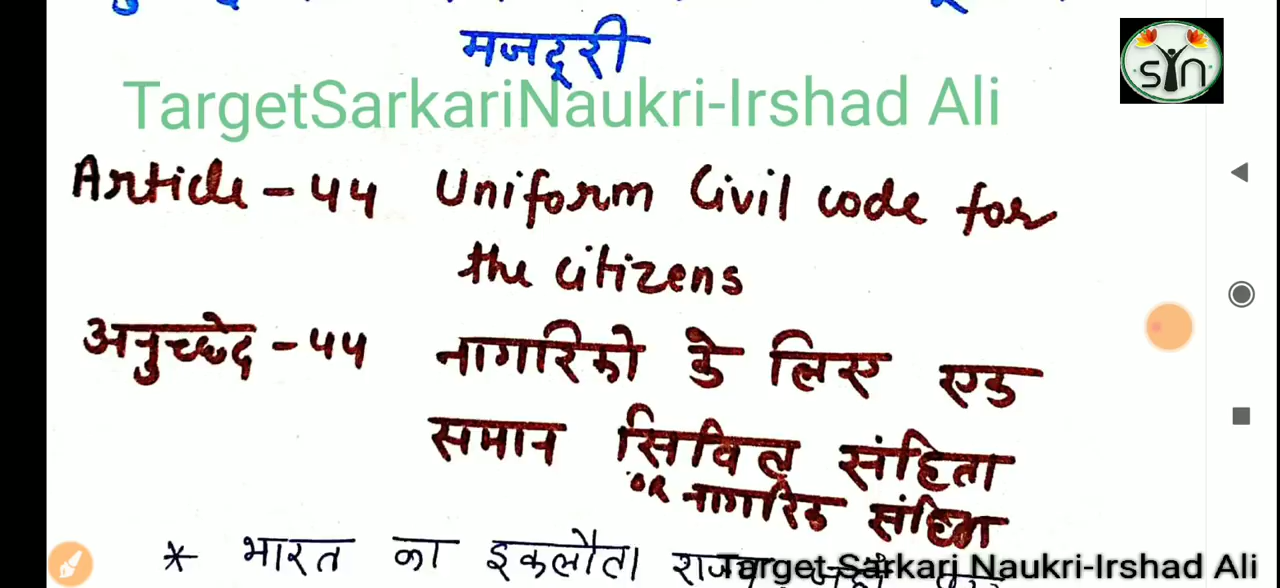 मजदूरी
TargetSarkariNaukri-Irshad Ali
SYN
Article - 44 Uniform Civil code for
the citizens
अनुच्छेद - 44 नागरिको के लिए एक
समान सिविल संहिता
OR नागरिक संहिता
* भारत का इकलौता
Target Sarkari Naukri-Irshad Ali